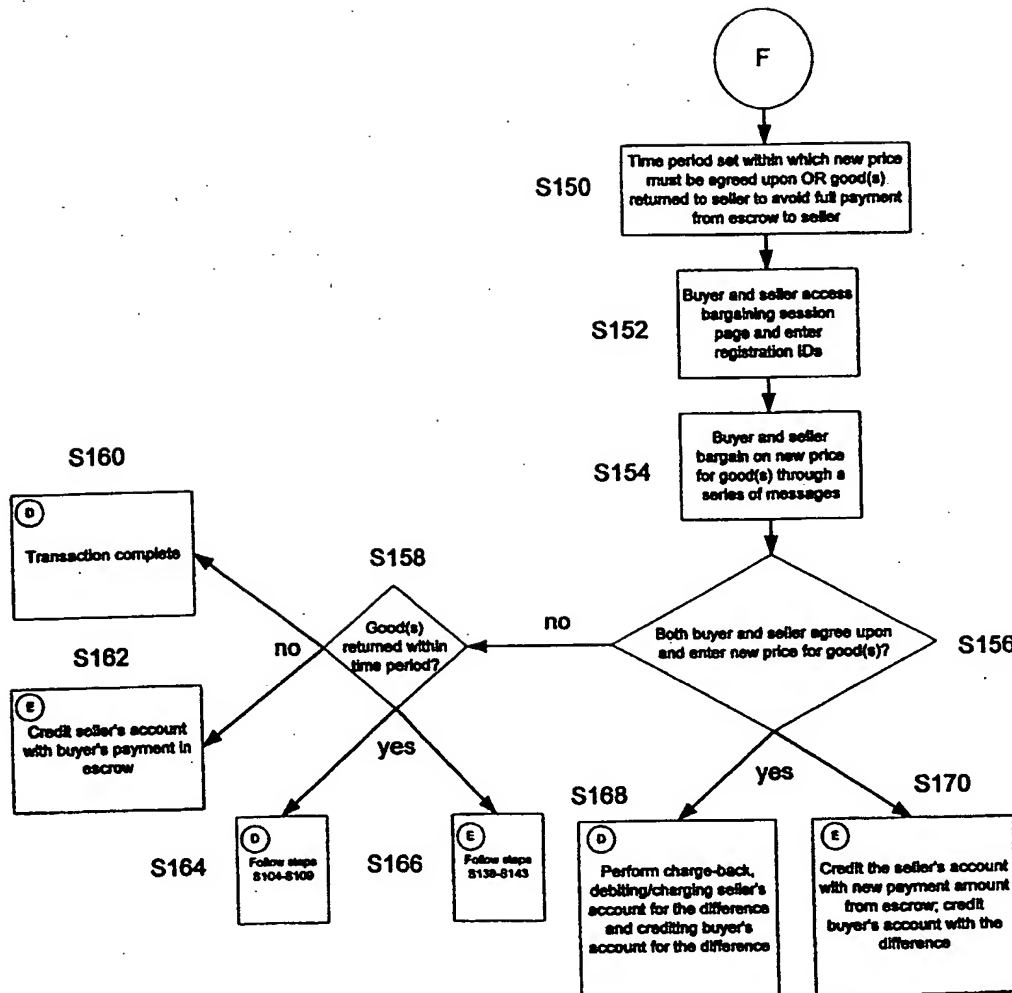 F
S150
Time period set within which new price
must be agreed upon OR good(s)
returned to seller to avoid full payment
from escrow to seller
S152
Buyer and seller access
bargaining session
page and enter
registration IDs
S154
Buyer and seller
bargain on new price
for good(s) through a
series of messages
S156
Both buyer and seller agree upon
and enter new price for good(s)?
no
yes
S158
Good(s)
returned within
time period?
no
yes
S160
D
Transaction complete
S162
E
Credit seller's account
with buyer's payment in
escrow
S164
D
Follow steps
S104-S109
S166
E
Follow steps
S138-S143
S168
D
Perform charge-back,
debiting/charging seller's
account for the difference
and crediting buyer's
account for the difference
S170
E
Credit the seller's account
with new payment amount
from escrow; credit
buyer's account with the
difference